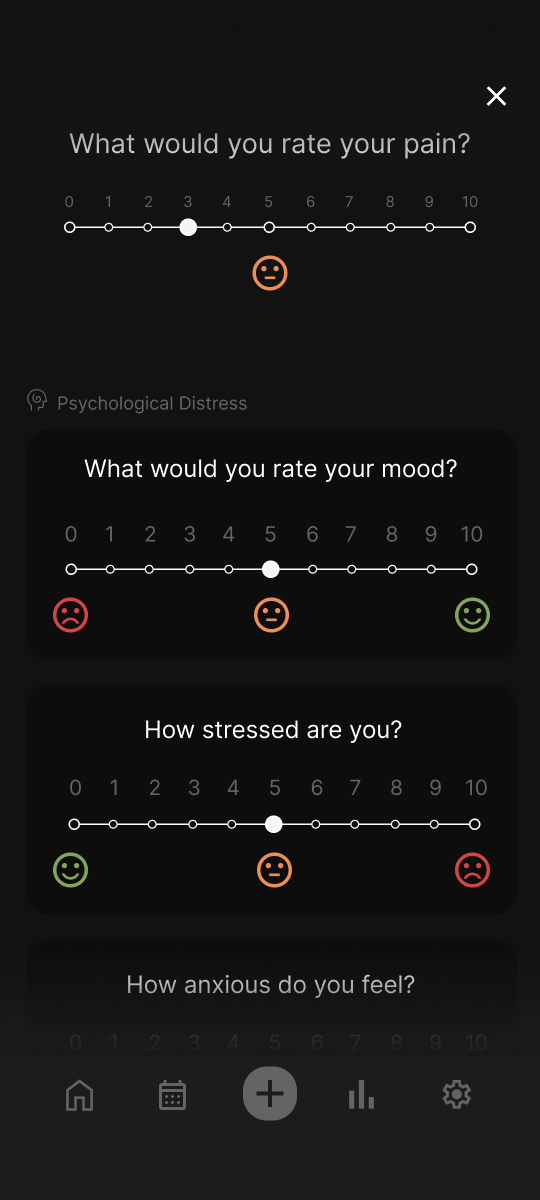 What would you rate your pain?
0 1 2 3 4 5 6 7 8 9 10
Psychological Distress
What would you rate your mood?
0 1 2 3 4 5 6 7 8 9 10
How stressed are you?
0 1 2 3 4 5 6 7 8 9 10
How anxious do you feel?
0 1 2 3 4 5 6 7 8 9 10